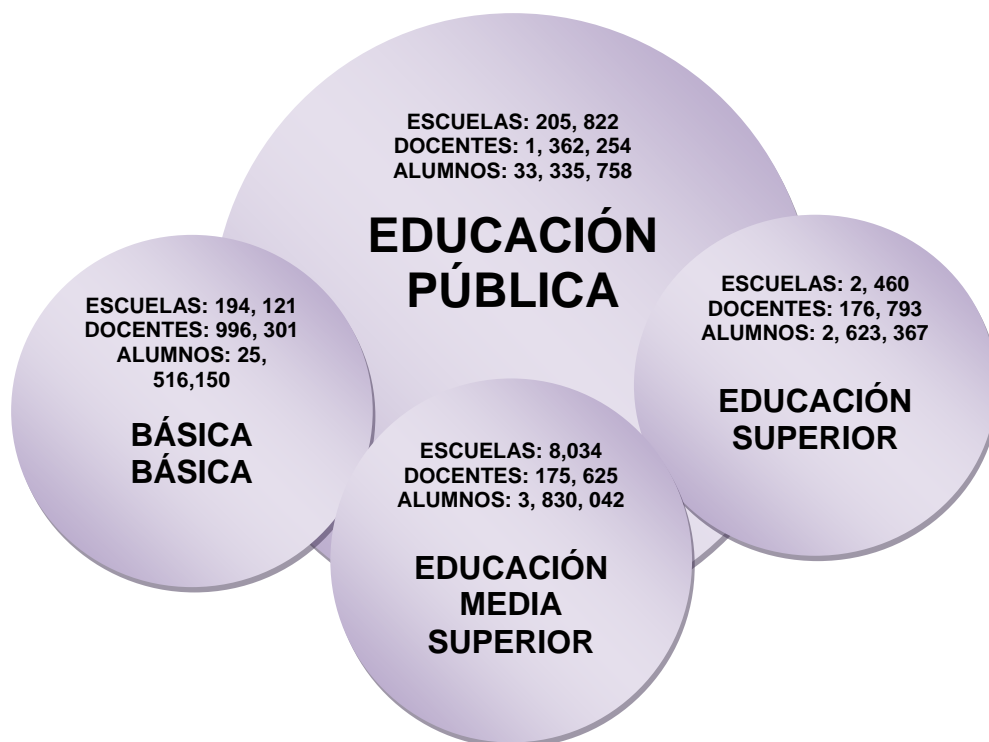 ESCUELAS: 205, 822
DOCENTES: 1, 362, 254
ALUMNOS: 33, 335, 758
EDUCACIÓN
PÚBLICA
ESCUELAS: 194, 121
DOCENTES: 996, 301
ALUMNOS: 25,
516,150
BÁSICA
BÁSICA
ESCUELAS: 8,034
DOCENTES: 175, 625
ALUMNOS: 3, 830, 042
EDUCACIÓN
MEDIA
SUPERIOR
ESCUELAS: 2, 460
DOCENTES: 176, 793
ALUMNOS: 2, 623, 367
EDUCACIÓN
SUPERIOR